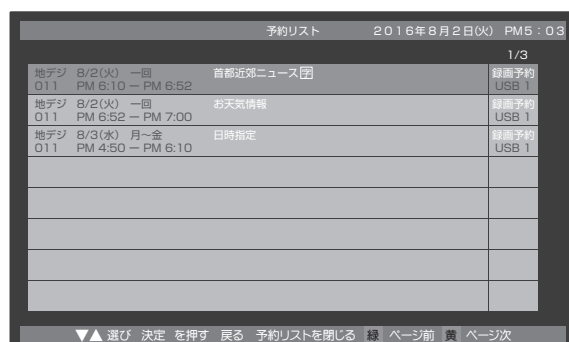 予約リスト 2016年8月2日(火) PM5:03
1/3
地デジ 8/2(火) 一回 首都近郊ニュース字 録画予約
011 PM 6:10 ー PM 6:52 USB 1
地デジ 8/2(火) 一回 お天気情報 録画予約
011 PM 6:52 ー PM 7:00 USB 1
地デジ 8/3(水) 月~金 日時指定 録画予約
011 PM 4:50 ー PM 6:10 USB 1
▼▲ 選び 決定 を押す 戻る 予約リストを閉じる 緑 ページ前 黄 ページ次